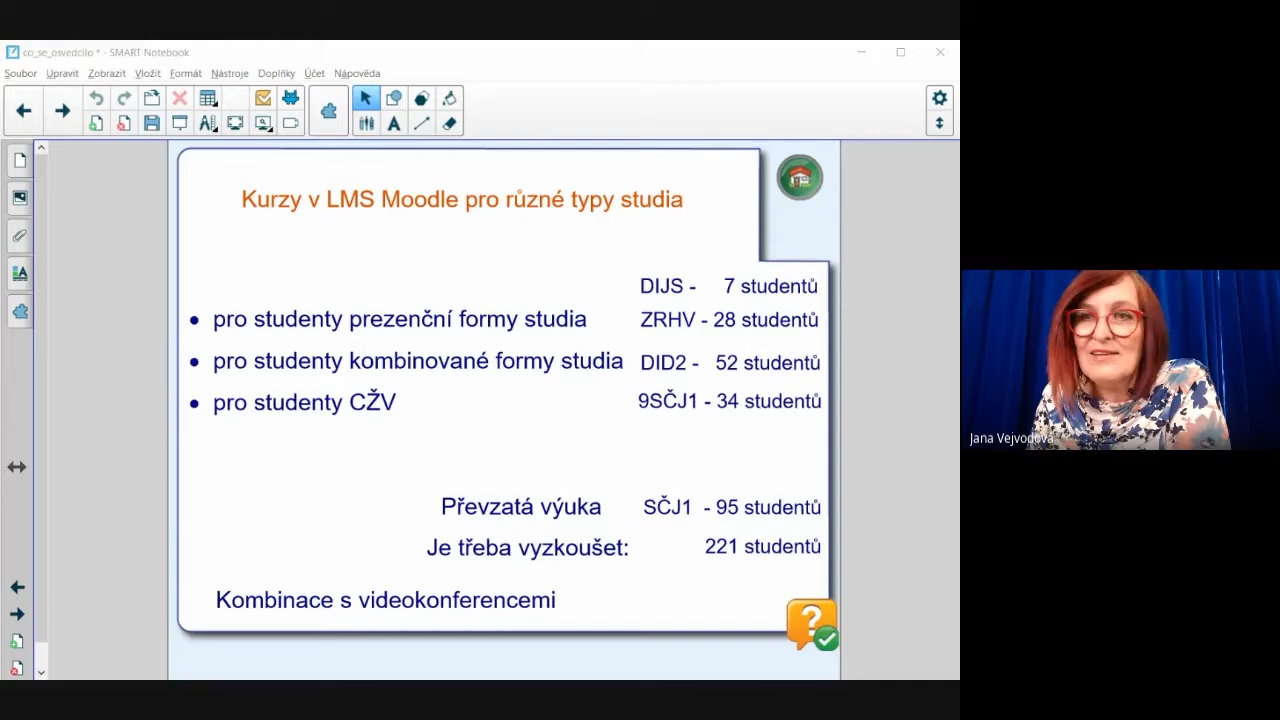 co_se_osvedcilo * - SMART Notebook
Soubor Upravit Zobrazit Vložit Formát Nástroje Doplňky Účet Nápověda
Kurzy v LMS Moodle pro různé typy studia
DIJS - 7 studentů
• pro studenty prezenční formy studia ZRHV - 28 studentů
• pro studenty kombinované formy studia DID2 - 52 studentů
• pro studenty CŽV 9SČJ1 - 34 studentů
Převzatá výuka SČJ1 - 95 studentů
Je třeba vyzkoušet: 221 studentů
Kombinace s videokonferencemi
Jana Vejvodová